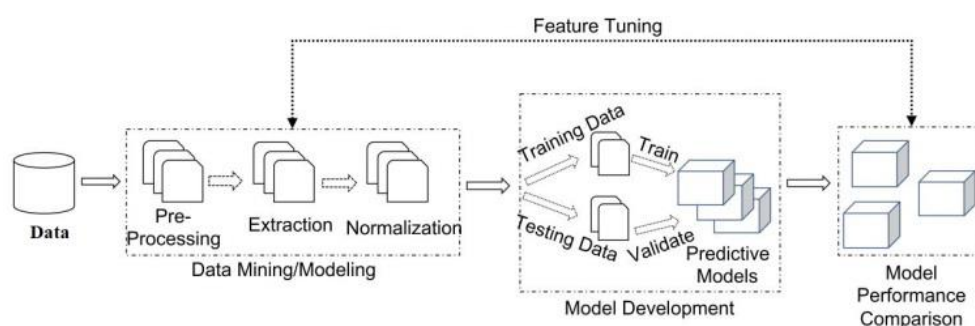 Feature Tuning
Data
Pre-
Processing
Extraction
Normalization
Data Mining/Modeling
Training Data
Train
Testing Data
Validate
Predictive
Models
Model Development
Model
Performance
Comparison